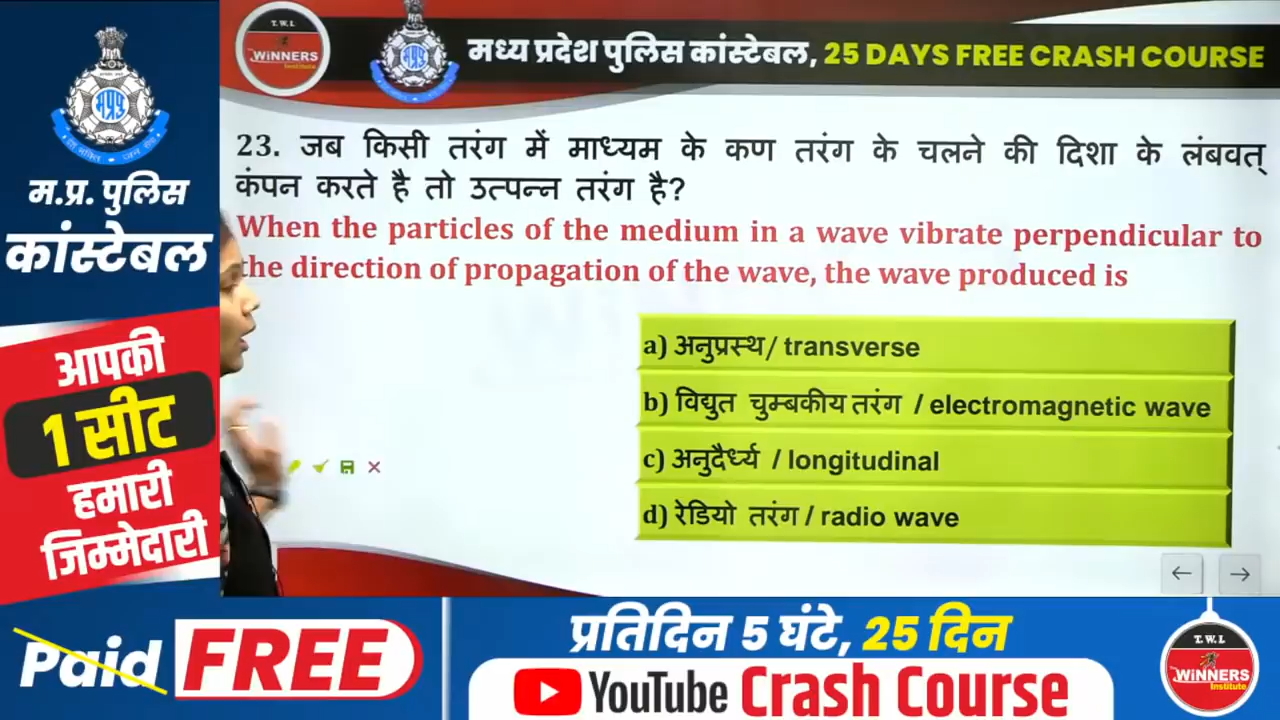 T.W.I.
The WiNNERS Institute
मध्य प्रदेश पुलिस कांस्टेबल, 25 DAYS FREE CRASH COURSE
म.प्र. पुलिस
कांस्टेबल
आपकी
1 सीट
हमारी
जिम्मेदारी
23. जब किसी तरंग में माध्यम के कण तरंग के चलने की दिशा के लंबवत्
कंपन करते है तो उत्पन्न तरंग है?
When the particles of the medium in a wave vibrate perpendicular to
the direction of propagation of the wave, the wave produced is
a) अनुप्रस्थ/ transverse
b) विद्युत चुम्बकीय तरंग / electromagnetic wave
c) अनुदैर्ध्य / longitudinal
d) रेडियो तरंग / radio wave
Paid FREE
प्रतिदिन 5 घंटे, 25 दिन
YouTube Crash Course
T.W.I.
The WiNNERS
Institute